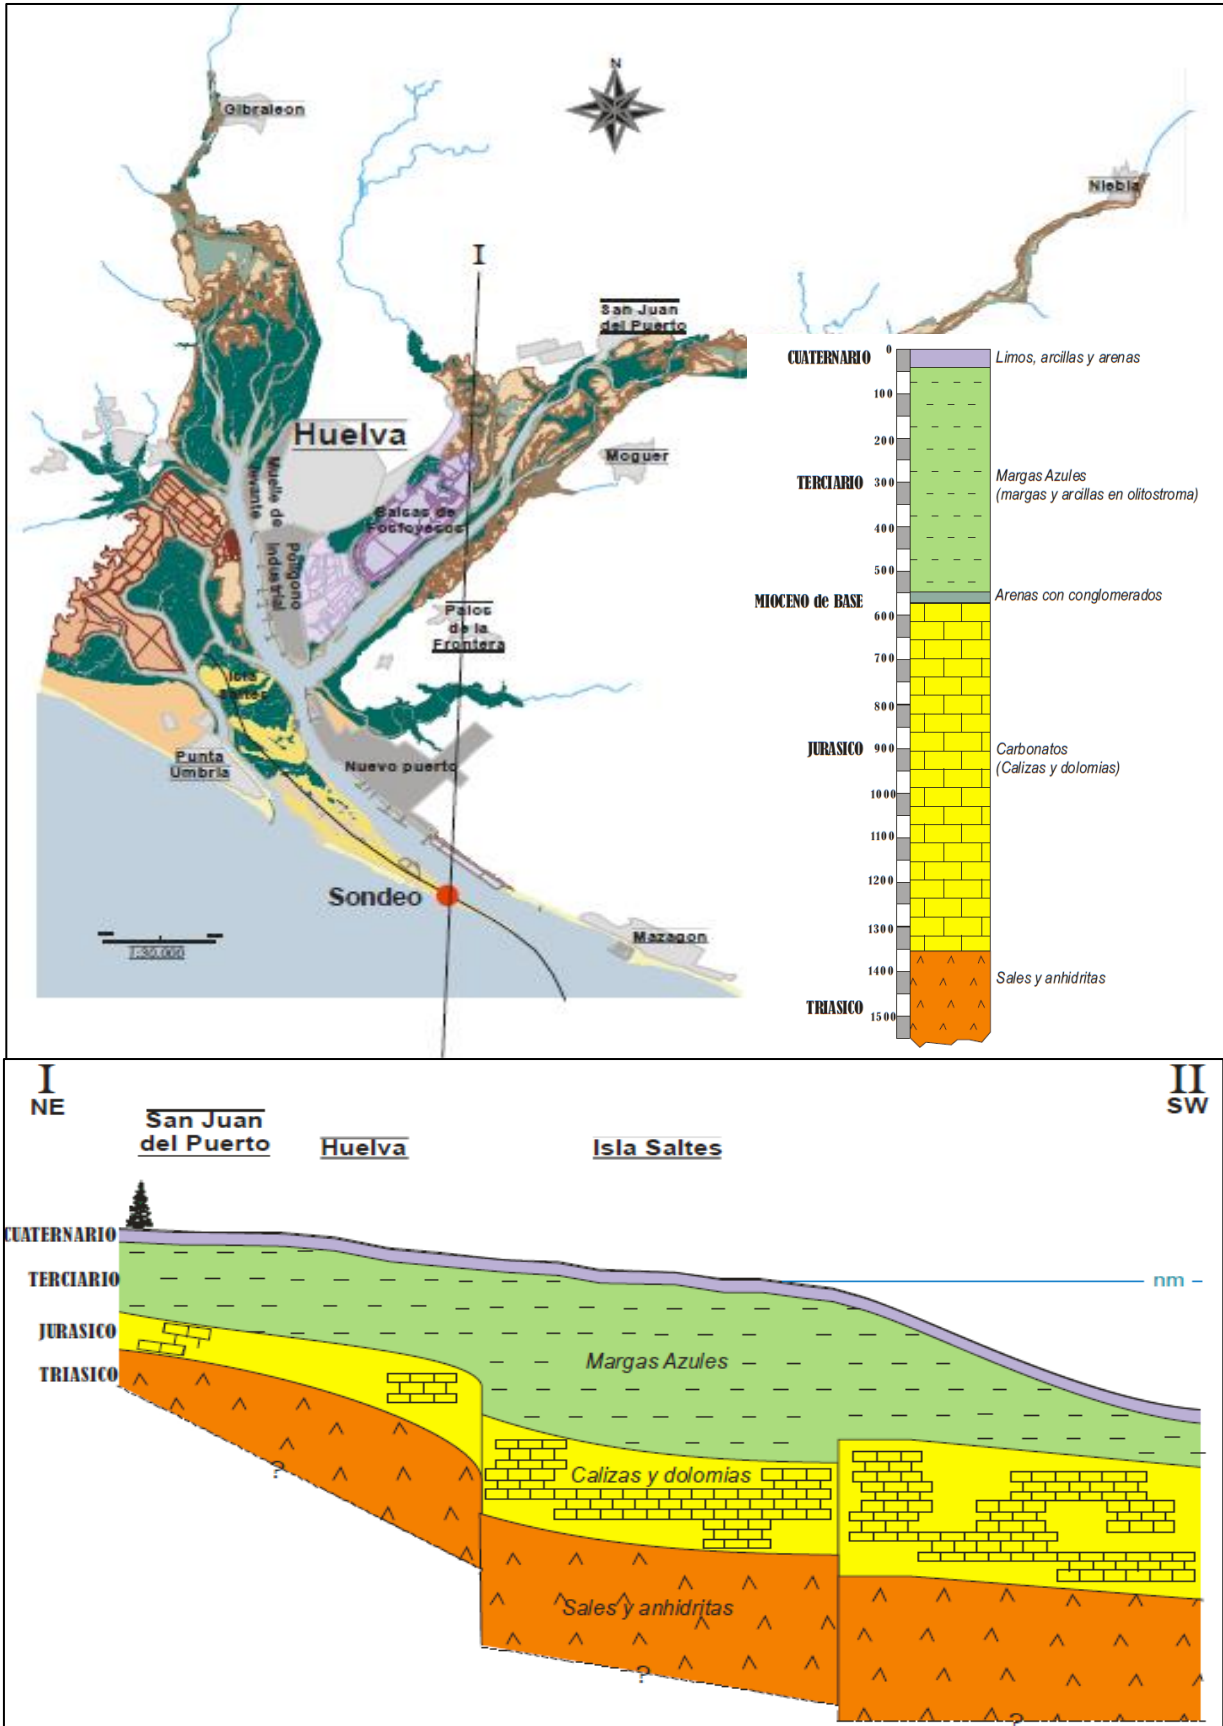 N
Gibraleon
Niebla
I
San Juan
del Puerto
Huelva
Moguer
Muelle de
levante
Balsas de
Fosfoyesos
Poligono
industrial
Palos
de la
Frontera
Isla
Saltes
Punta
Umbria
Nuevo puerto
Sondeo
Mazagon
1:30.000
CUATERNARIO
0
Limos, arcillas y arenas
100
200
TERCIARIO
300
Margas Azules
(margas y arcillas en olitostroma)
400
500
MIOCENO de BASE
Arenas con conglomerados
600
700
800
JURASICO
900
Carbonatos
(Calizas y dolomias)
1000
1100
1200
1300
1400
Sales y anhidritas
TRIASICO
1500
I
NE
II
SW
San Juan
del Puerto
Huelva
Isla Saltes
CUATERNARIO
TERCIARIO
nm
JURASICO
Margas Azules
TRIASICO
?
Calizas y dolomias
Sales y anhidritas
?
?